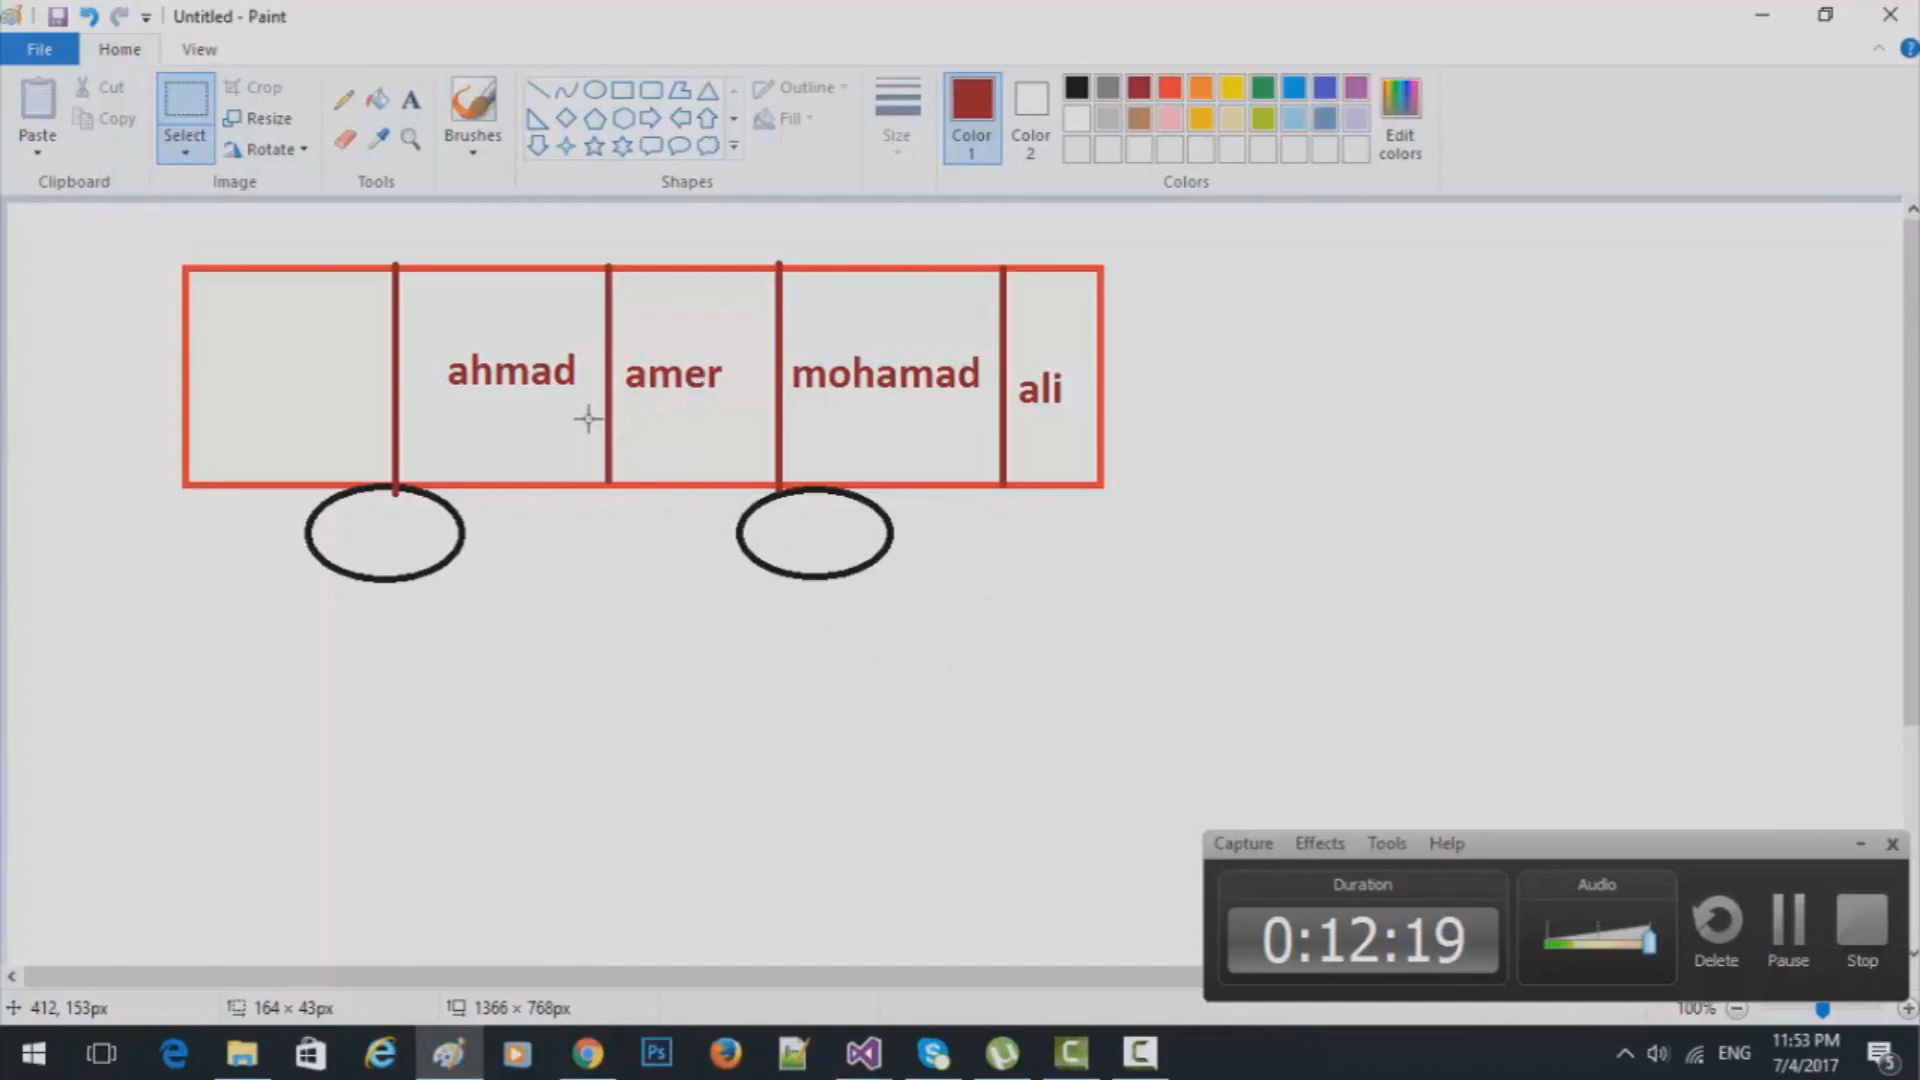 Untitled - Paint
File Home View
Paste Cut Copy Clipboard
Select Crop Resize Rotate Image
Tools
Brushes
Outline Fill Shapes
Size
Color 1 Color 2 Edit colors Colors
ahmad amer mohamad ali
Capture Effects Tools Help
Duration Audio
0:12:19
Delete Pause Stop
412, 153px 164 × 43px 1366 × 768px 100%
Ps
ENG 11:53 PM
7/4/2017
5